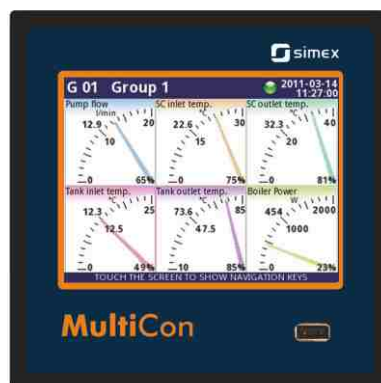 simex
G 01 Group 1
2011-03-14
11:27:00
Pump flow
l/min
12.9
20
10
0
65%
SC inlet temp.
°C
22.6
30
15
0
75%
SC outlet temp.
°C
32.3
40
20
0
81%
Tank inlet temp.
°C
12.3
25
12.5
0
49%
Tank outlet temp.
°C
73.6
85
47.5
85%
Boiler Power
W
454
2000
1000
0
23%
TOUCH THE SCREEN TO SHOW NAVIGATION KEYS
MultiCon